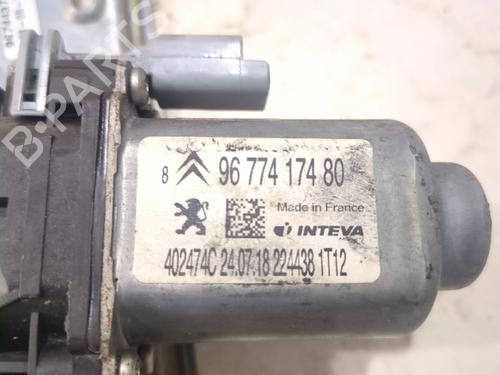 8 96 774 174 80
Made in France
INTEVA
402474C 24.07.18 224438 1T12
B-PARTS